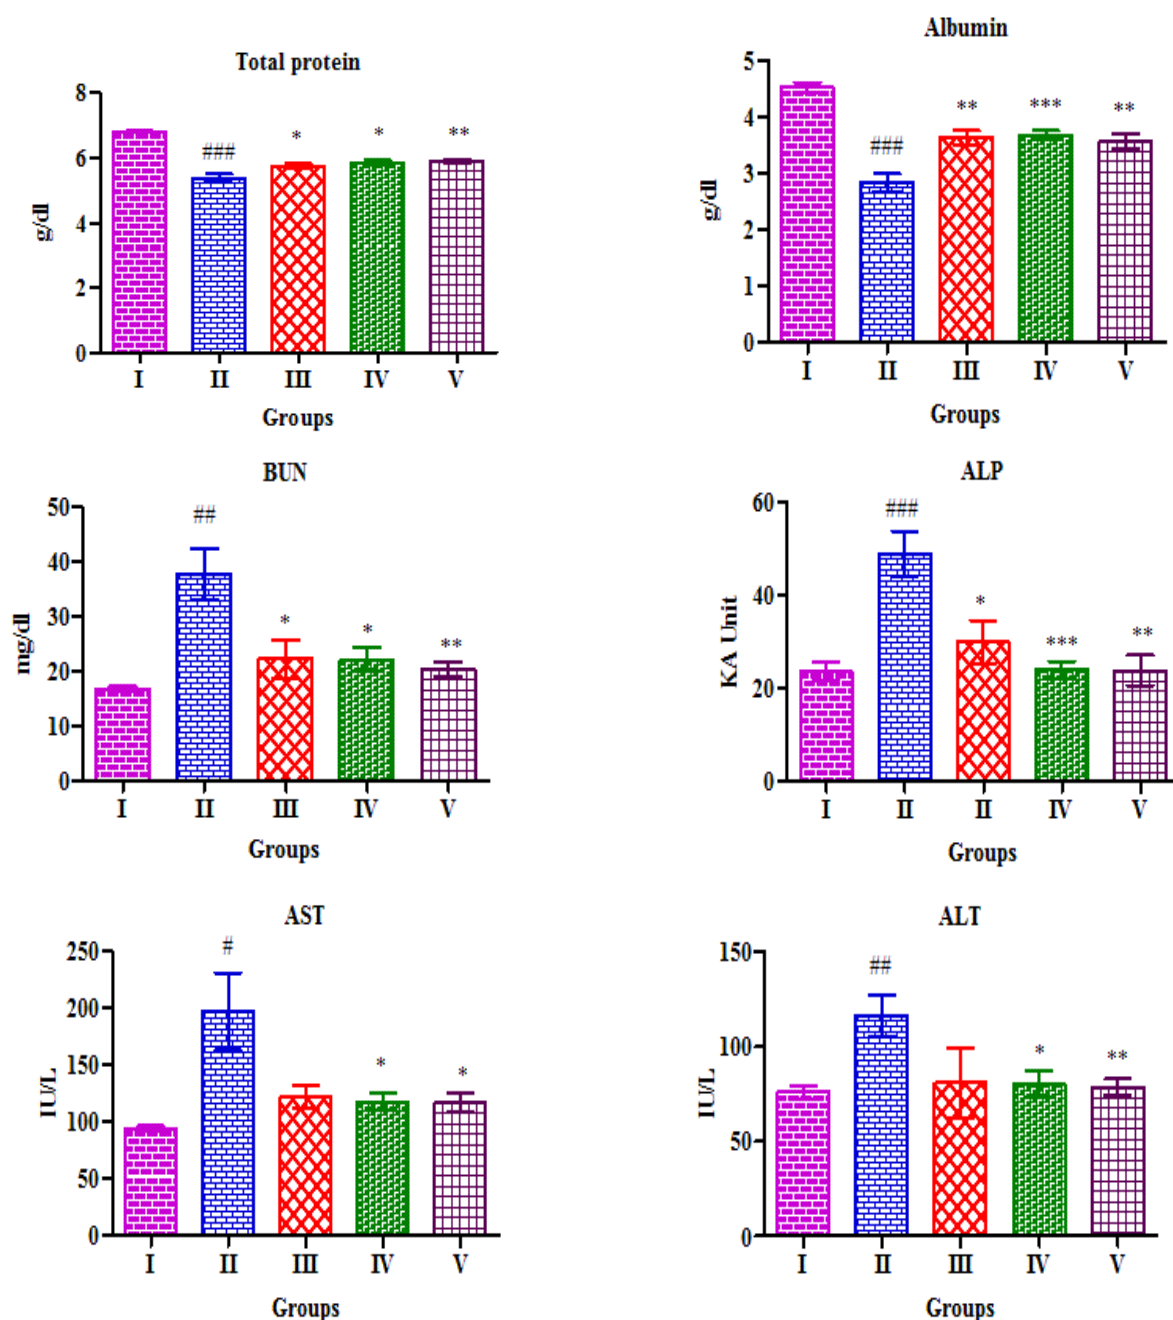 Total protein
8
6
4
2
0
g/dl
###
*
*
**
I II III IV V
Groups
Albumin
5
4
3
2
1
0
g/dl
###
**
***
**
I II III IV V
Groups
BUN
50
40
30
20
10
0
mg/dl
##
*
*
**
I II III IV V
Groups
ALP
60
40
20
0
KA Unit
###
*
***
**
I II II IV V
Groups
AST
250
200
150
100
50
0
IU/L
#
*
*
I II III IV V
Groups
ALT
150
100
50
0
IU/L
##
*
**
I II III IV V
Groups